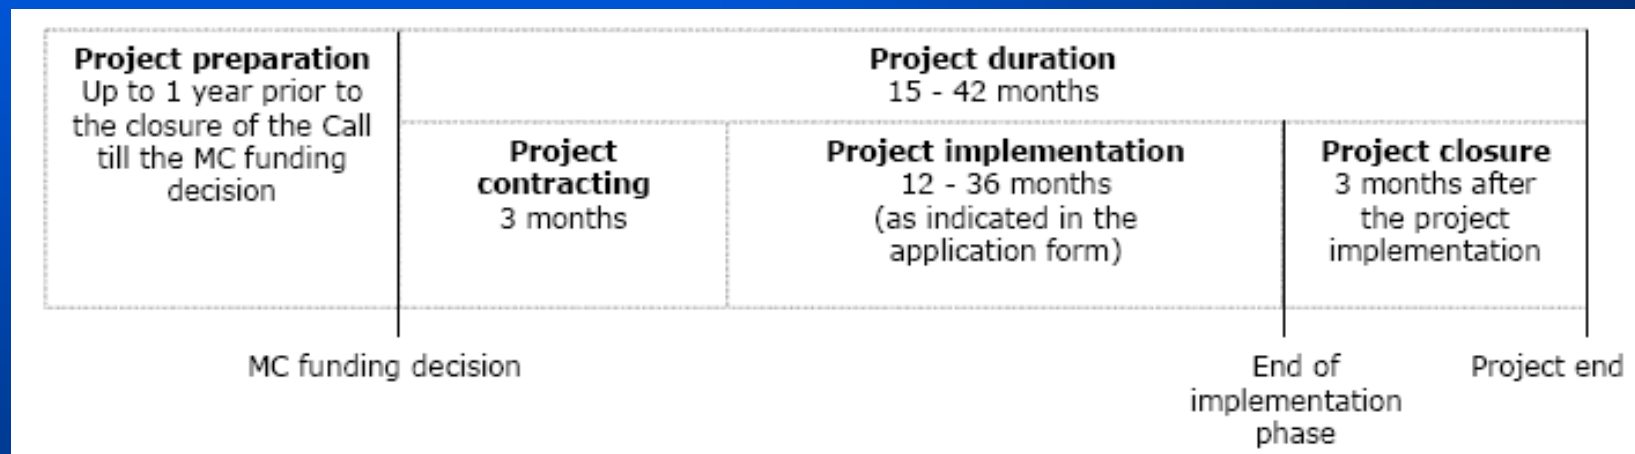 Project preparation
Up to 1 year prior to
the closure of the Call
till the MC funding
decision
Project duration
15 - 42 months
Project
contracting
3 months
Project implementation
12 - 36 months
(as indicated in the
application form)
Project closure
3 months after
the project
implementation
MC funding decision
End of
implementation
phase
Project end